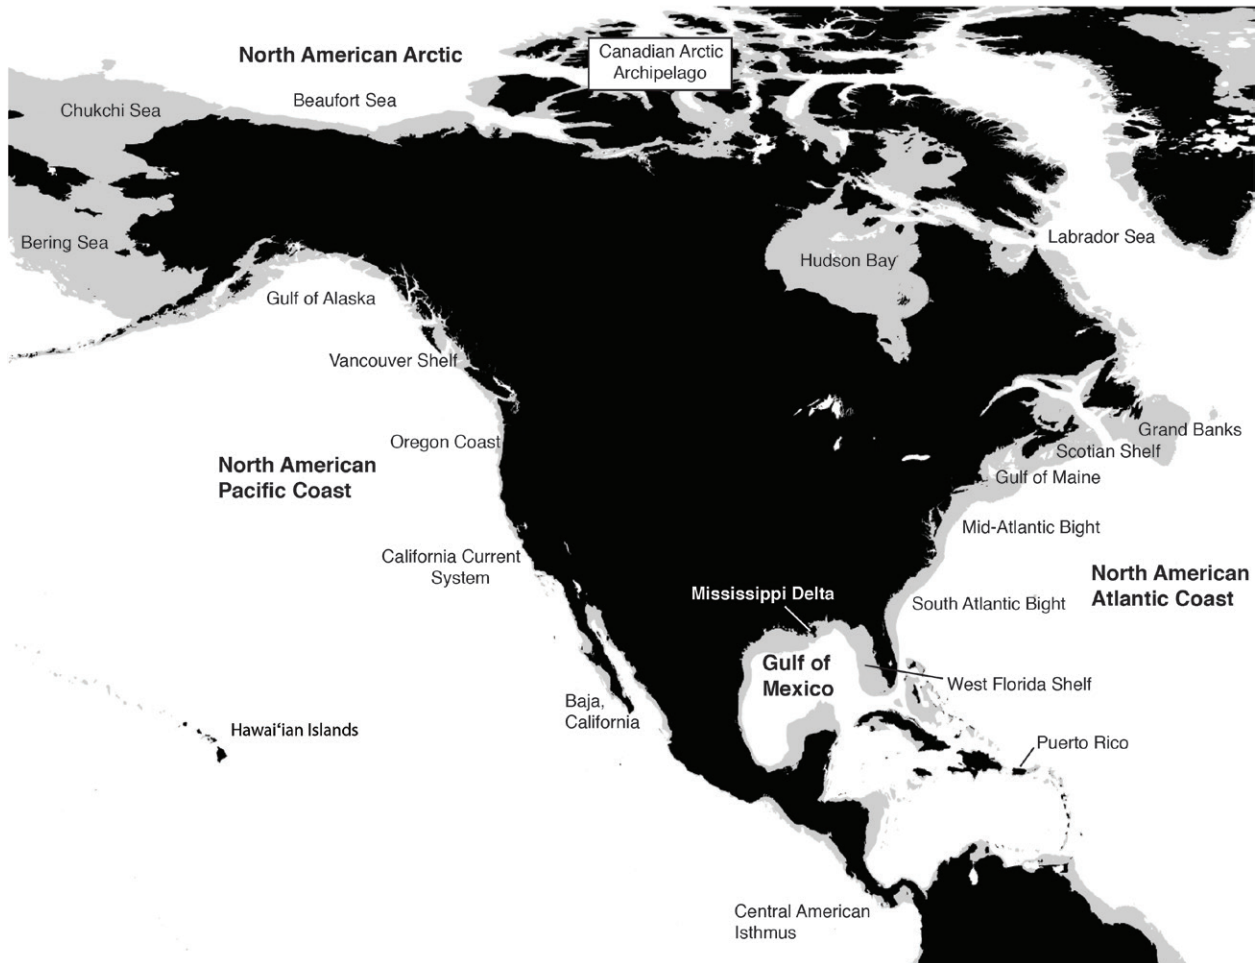 North American Arctic
Canadian Arctic
Archipelago
Beaufort Sea
Chukchi Sea
Bering Sea
Labrador Sea
Hudson Bay
Gulf of Alaska
Vancouver Shelf
Grand Banks
Oregon Coast
Scotian Shelf
North American
Pacific Coast
Gulf of Maine
Mid-Atlantic Bight
California Current
System
North American
Atlantic Coast
Mississippi Delta
South Atlantic Bight
Gulf of
Mexico
West Florida Shelf
Baja,
California
Hawaiʻian Islands
Puerto Rico
Central American
Isthmus